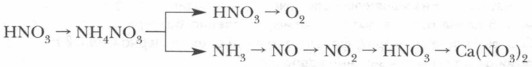 HNO₃ → O₂
HNO₃ → NH₄NO₃
NH₃ → NO → NO₂ → HNO₃ → Ca(NO₃)₂